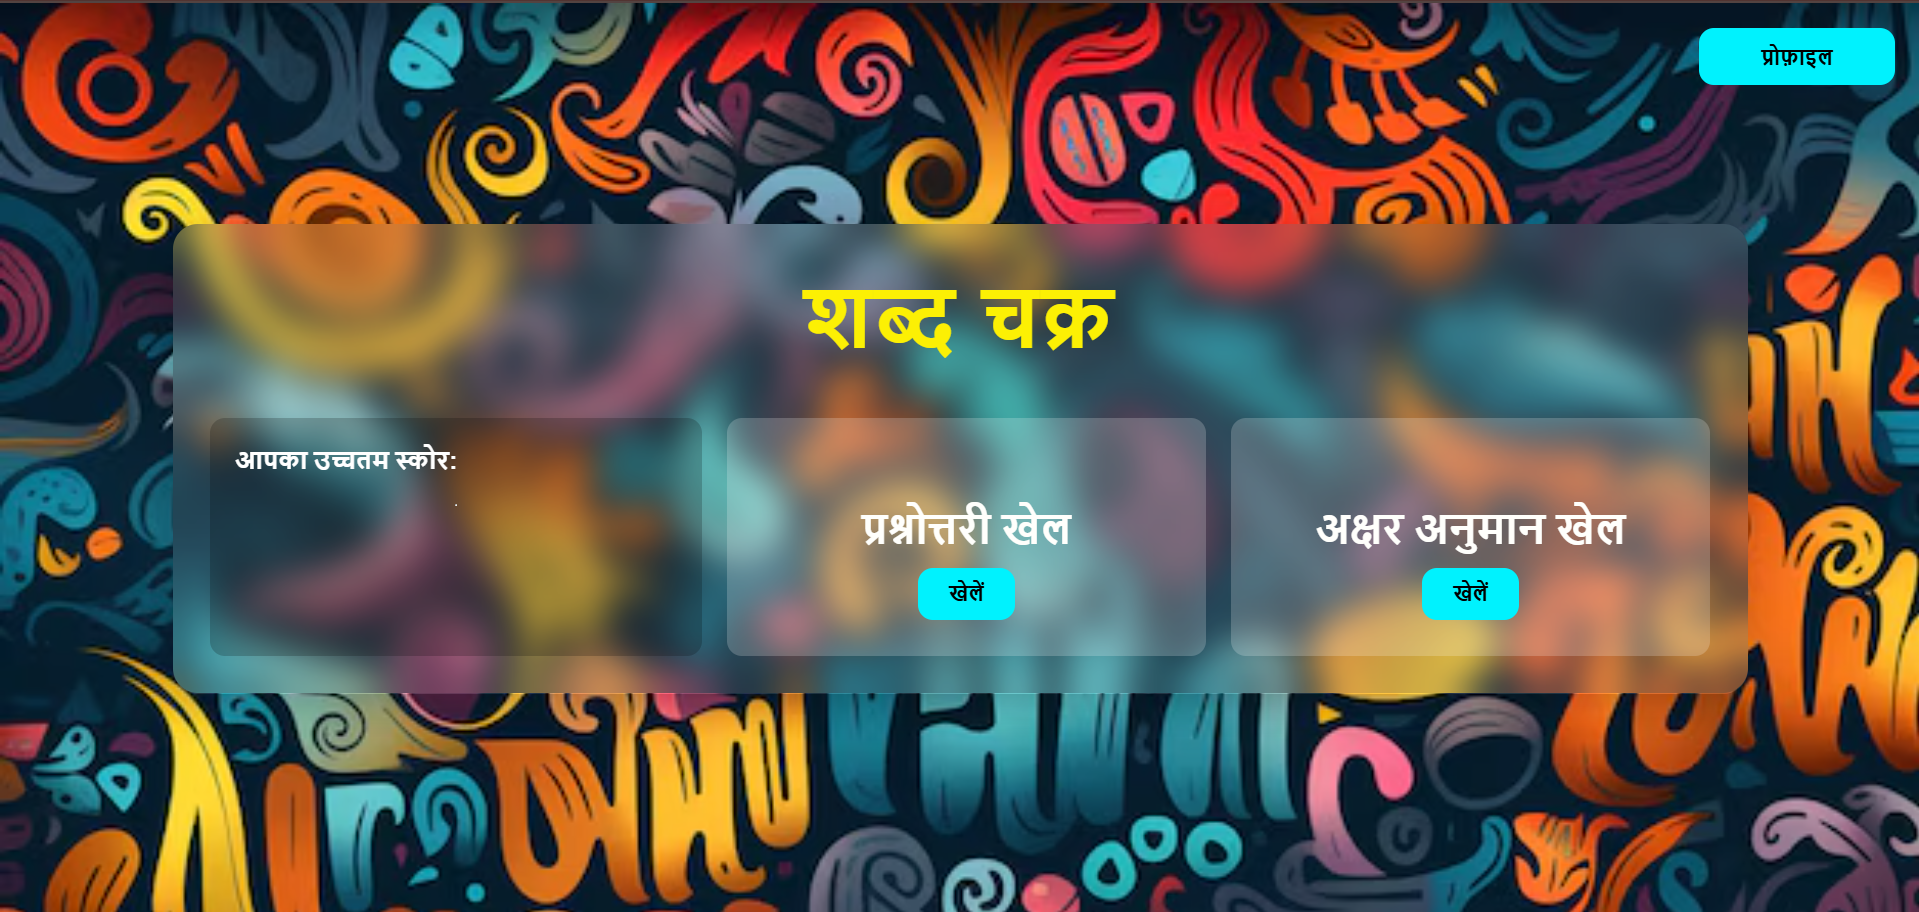 प्रोफ़ाइल
शब्द चक्र
आपका उच्चतम स्कोर:
प्रश्नोत्तरी खेल
खेलें
अक्षर अनुमान खेल
खेलें